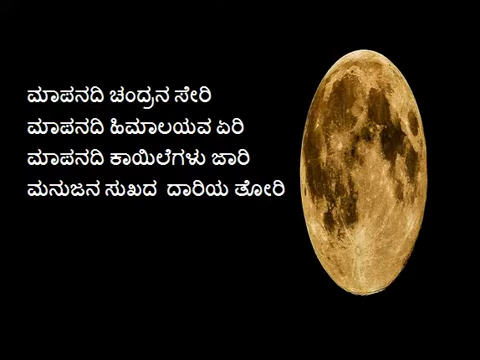 ಮಾಪನದಿ ಚಂದ್ರನ ಸೇರಿ
ಮಾಪನದಿ ಹಿಮಾಲಯವ ಏರಿ
ಮಾಪನದಿ ಕಾಯಿಲೆಗಳು ಜಾರಿ
ಮನುಜನ ಸುಖದ ದಾರಿಯ ತೋರಿ